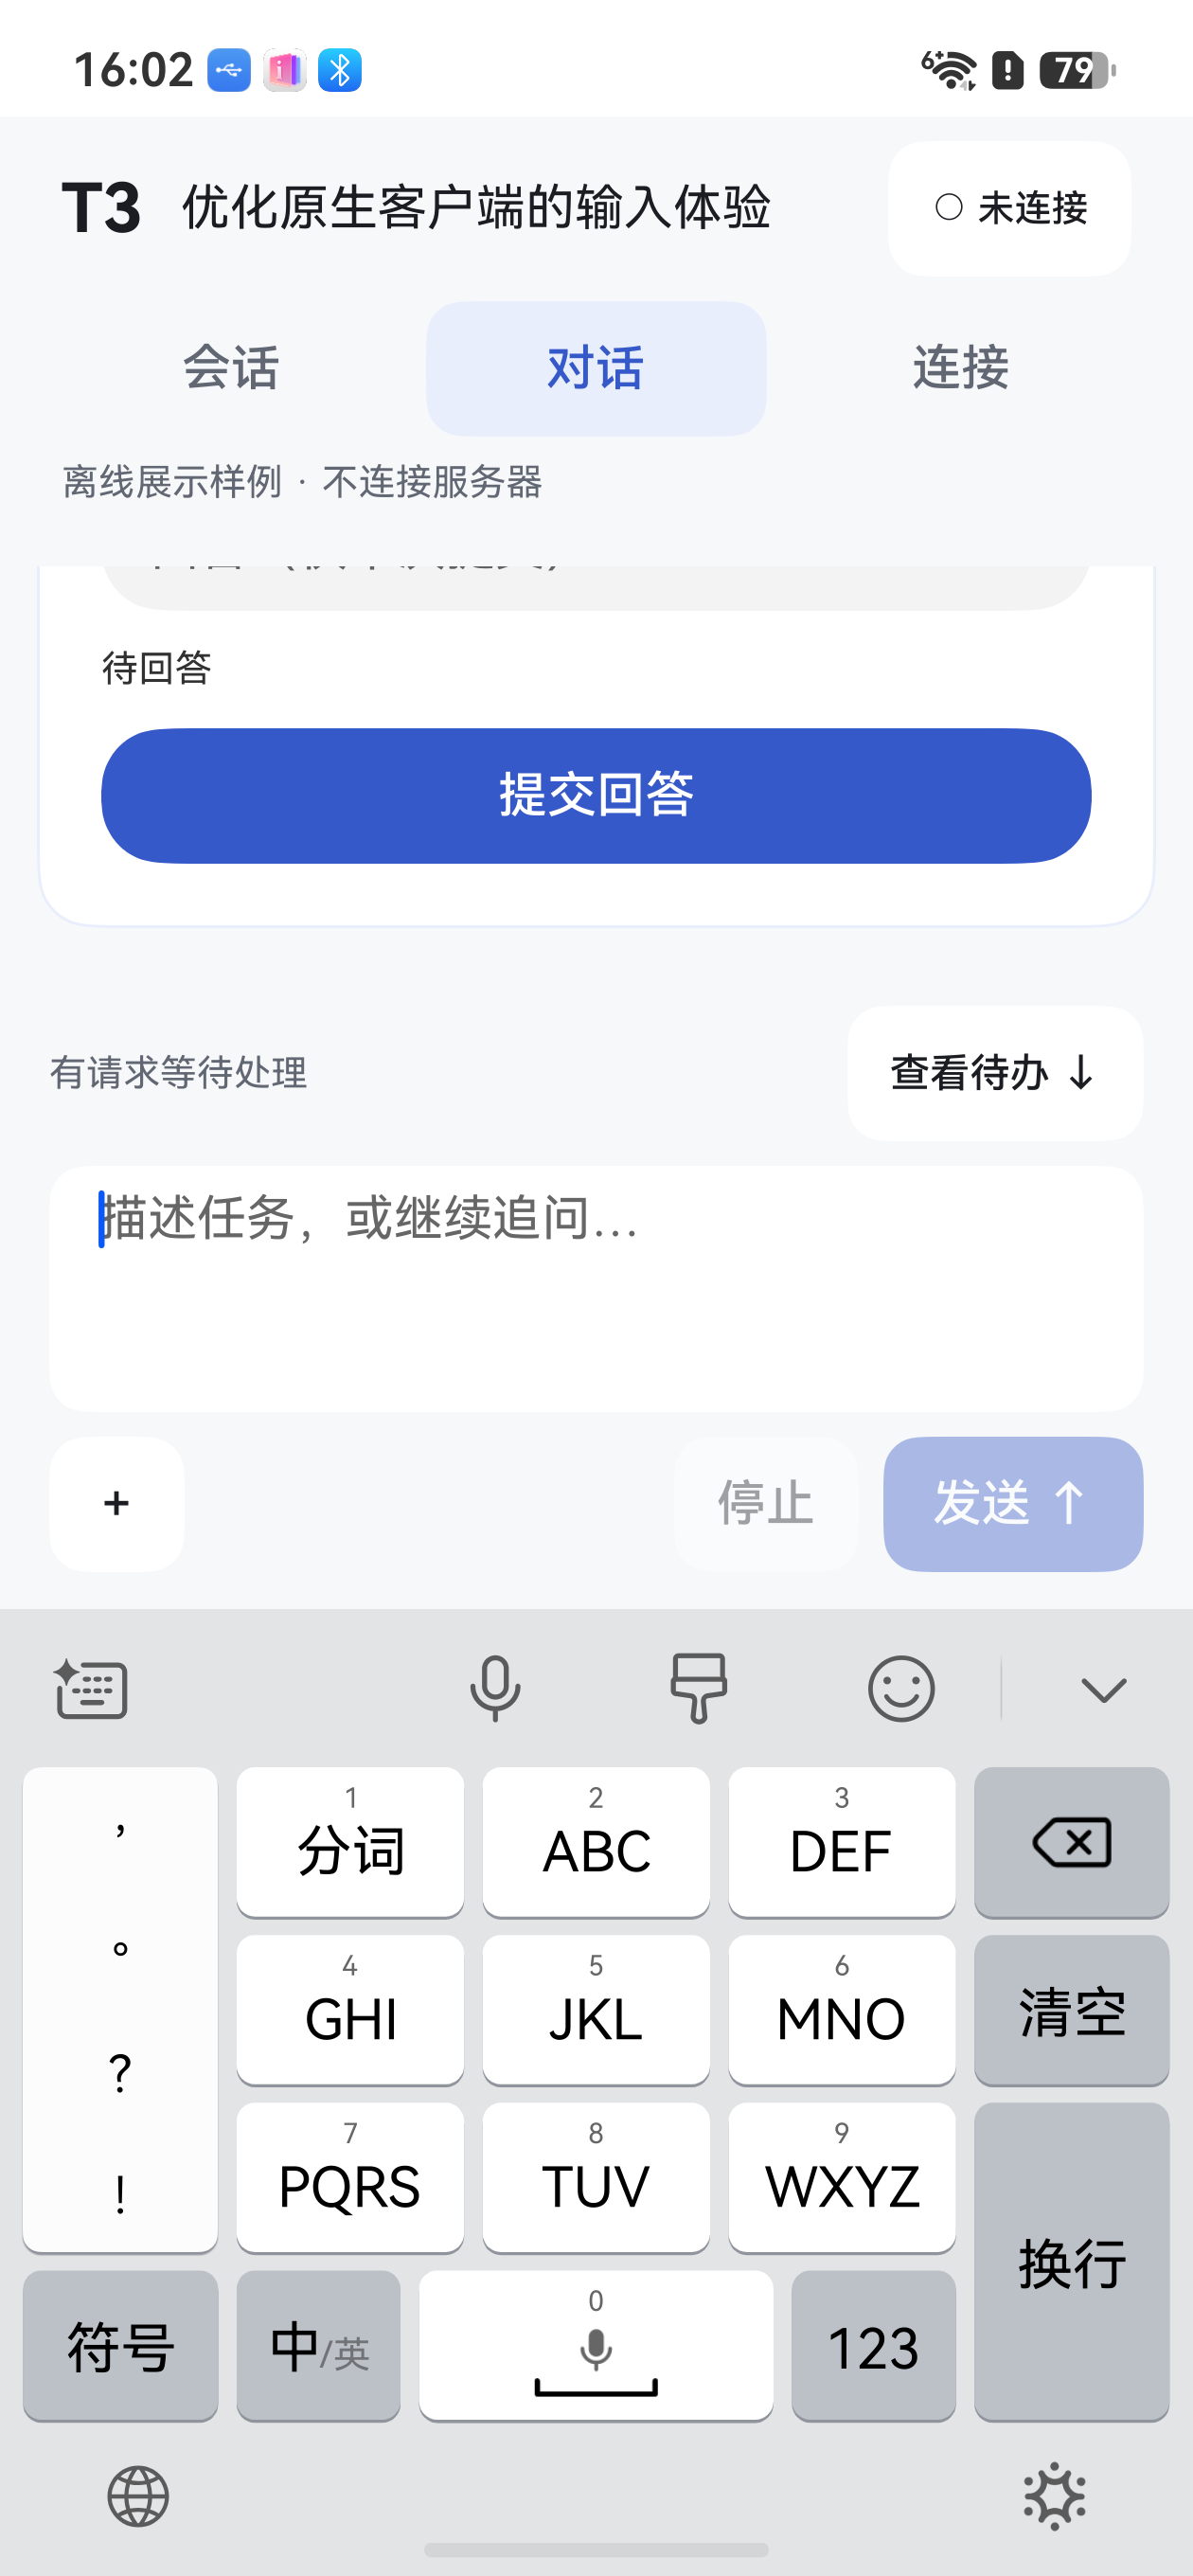 16:02
6+
79
T3 优化原生客户端的输入体验
○ 未连接
会话 对话 连接
离线展示样例 · 不连接服务器
待回答
提交回答
有请求等待处理
查看待办 ↓
描述任务，或继续追问...
+
停止 发送 ↑
， 1 分词 2 ABC 3 DEF
。 4 GHI 5 JKL 6 MNO 清空
？ 7 PQRS 8 TUV 9 WXYZ 换行
！
符号 中/英 0 123